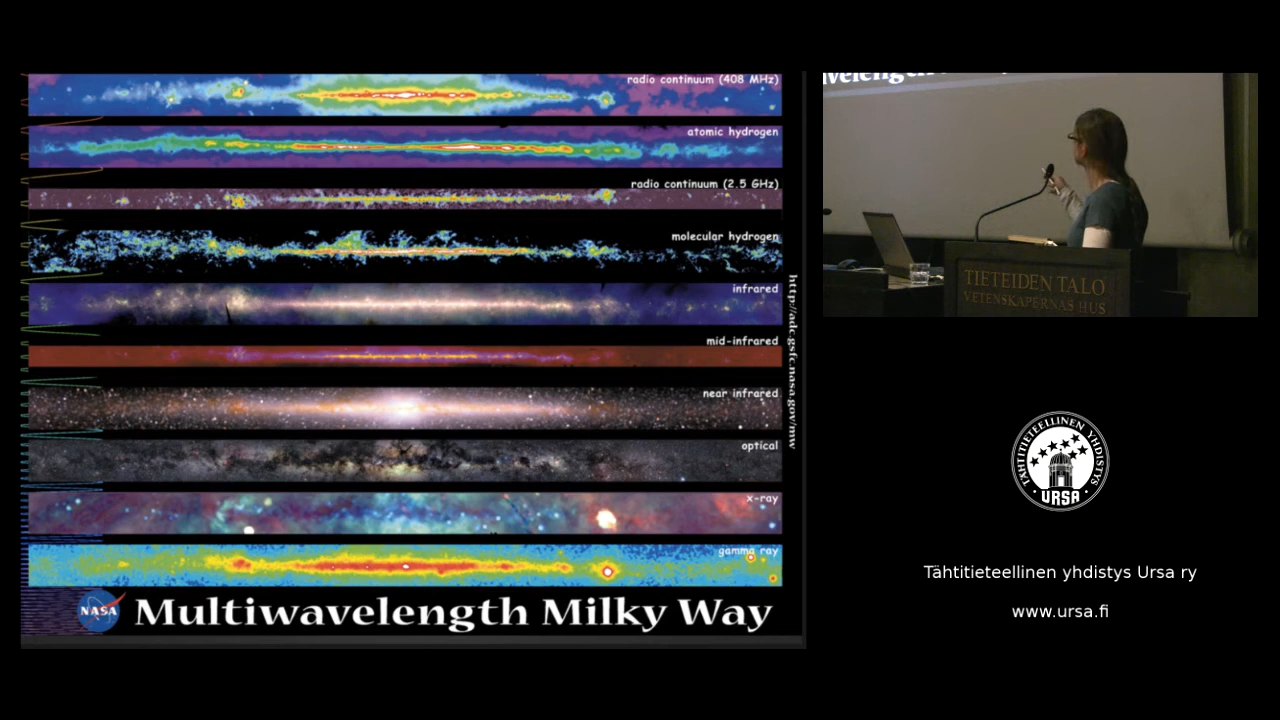 radio continuum (408 MHz)
atomic hydrogen
radio continuum (2.5 GHz)
molecular hydrogen
infrared
mid-infrared
near infrared
optical
x-ray
gamma ray
http://adc.gsfc.nasa.gov/mw
NASA
Multiwavelength Milky Way
TIETEIDEN TALO
VETENSKAPERNAS HUS
TÄHTITIETEELLINEN YHDISTYS
• URSA •
Tähtitieteellinen yhdistys Ursa ry
www.ursa.fi